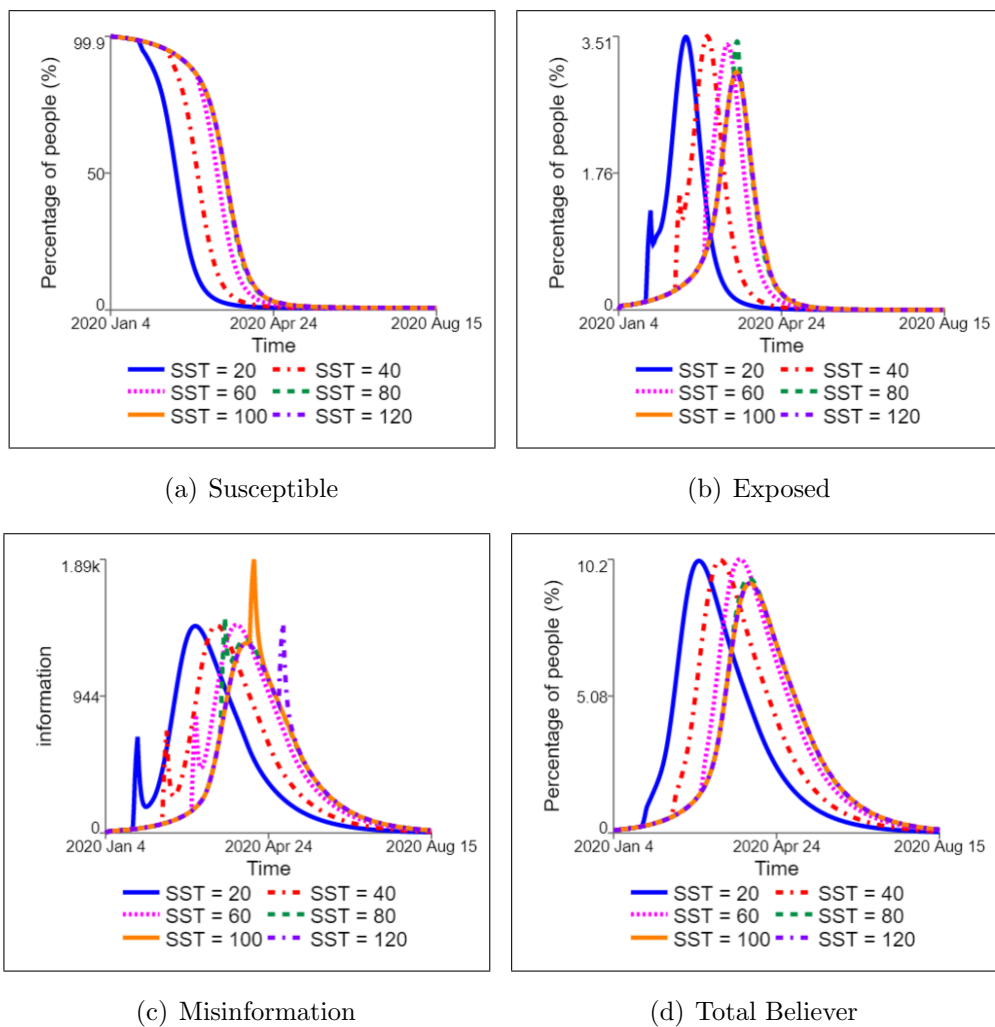 Percentage of people (%)
99.9
50
0
2020 Jan 4
2020 Apr 24
2020 Aug 15
Time
SST = 20
SST = 40
SST = 60
SST = 80
SST = 100
SST = 120
(a) Susceptible
Percentage of people (%)
3.51
1.76
0
2020 Jan 4
2020 Apr 24
2020 Aug 15
Time
SST = 20
SST = 40
SST = 60
SST = 80
SST = 100
SST = 120
(b) Exposed
information
1.89k
944
0
2020 Jan 4
2020 Apr 24
2020 Aug 15
Time
SST = 20
SST = 40
SST = 60
SST = 80
SST = 100
SST = 120
(c) Misinformation
Percentage of people (%)
10.2
5.08
0
2020 Jan 4
2020 Apr 24
2020 Aug 15
Time
SST = 20
SST = 40
SST = 60
SST = 80
SST = 100
SST = 120
(d) Total Believer